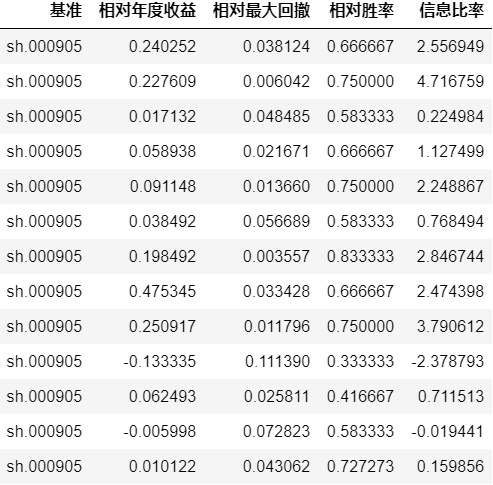 基准 相对年度收益 相对最大回撤 相对胜率 信息比率
sh.000905 0.240252 0.038124 0.666667 2.556949
sh.000905 0.227609 0.006042 0.750000 4.716759
sh.000905 0.017132 0.048485 0.583333 0.224984
sh.000905 0.058938 0.021671 0.666667 1.127499
sh.000905 0.091148 0.013660 0.750000 2.248867
sh.000905 0.038492 0.056689 0.583333 0.768494
sh.000905 0.198492 0.003557 0.833333 2.846744
sh.000905 0.475345 0.033428 0.666667 2.474398
sh.000905 0.250917 0.011796 0.750000 3.790612
sh.000905 -0.133335 0.111390 0.333333 -2.378793
sh.000905 0.062493 0.025811 0.416667 0.711513
sh.000905 -0.005998 0.072823 0.583333 -0.019441
sh.000905 0.010122 0.043062 0.727273 0.159856